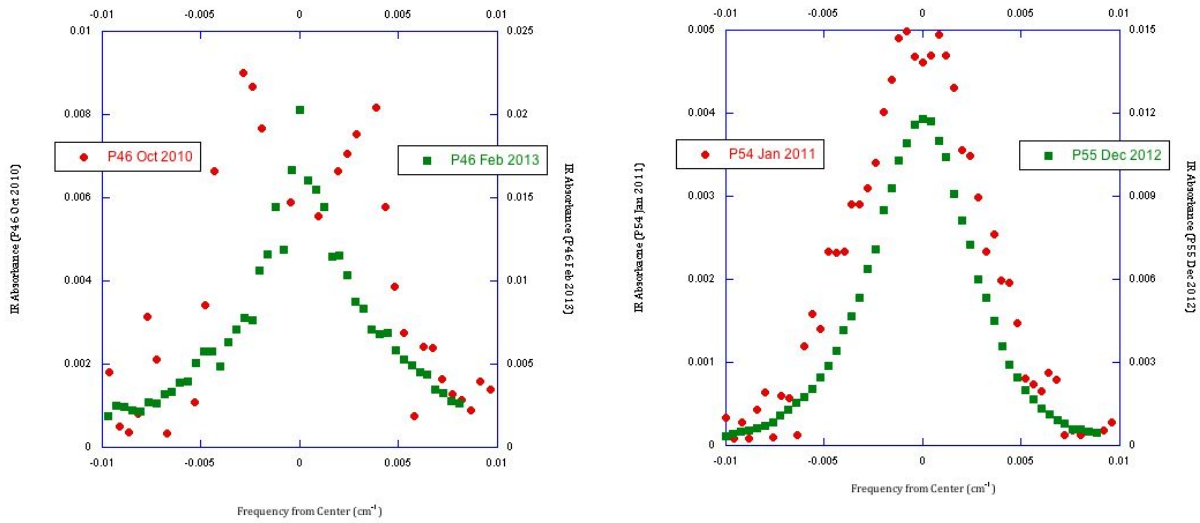 -0.01 -0.005 0 0.005 0.01
0.01 0.025
0.008 0.02
P46 Oct 2010 P46 Feb 2013
0.006 0.015
0.004 0.01
0.002 0.005
0 0
-0.01 -0.005 0 0.005 0.01
IR Absorbance (P46 Oct 2010)
IR Absorbance (P46 Feb 2013)
Frequency from Center (cm⁻¹)
-0.01 -0.005 0 0.005 0.01
0.005 0.015
0.004 0.012
P54 Jan 2011 P55 Dec 2012
0.003 0.009
0.002 0.006
0.001 0.003
0 0
-0.01 -0.005 0 0.005 0.01
IR Absorbacne (P54 Jan 2011)
IR Absorbance (P55 Dec 2012)
Frequency from Center (cm⁻¹)